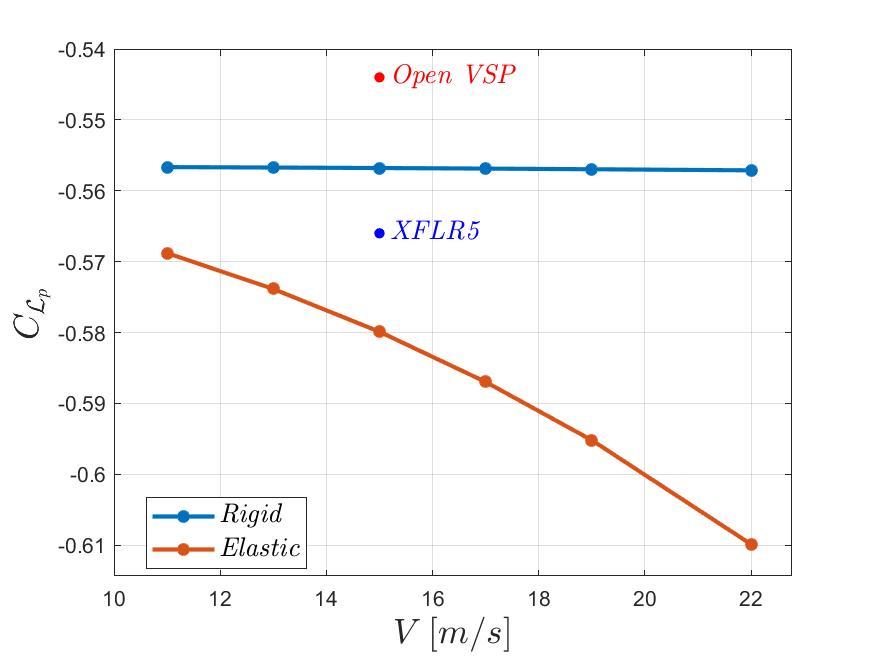 -0.54
Open VSP
-0.55
-0.56
XFLR5
-0.57
-0.58
-0.59
-0.6
-0.61
C_{\mathcal{L}_p}
Rigid
Elastic
10 12 14 16 18 20 22
V [m/s]